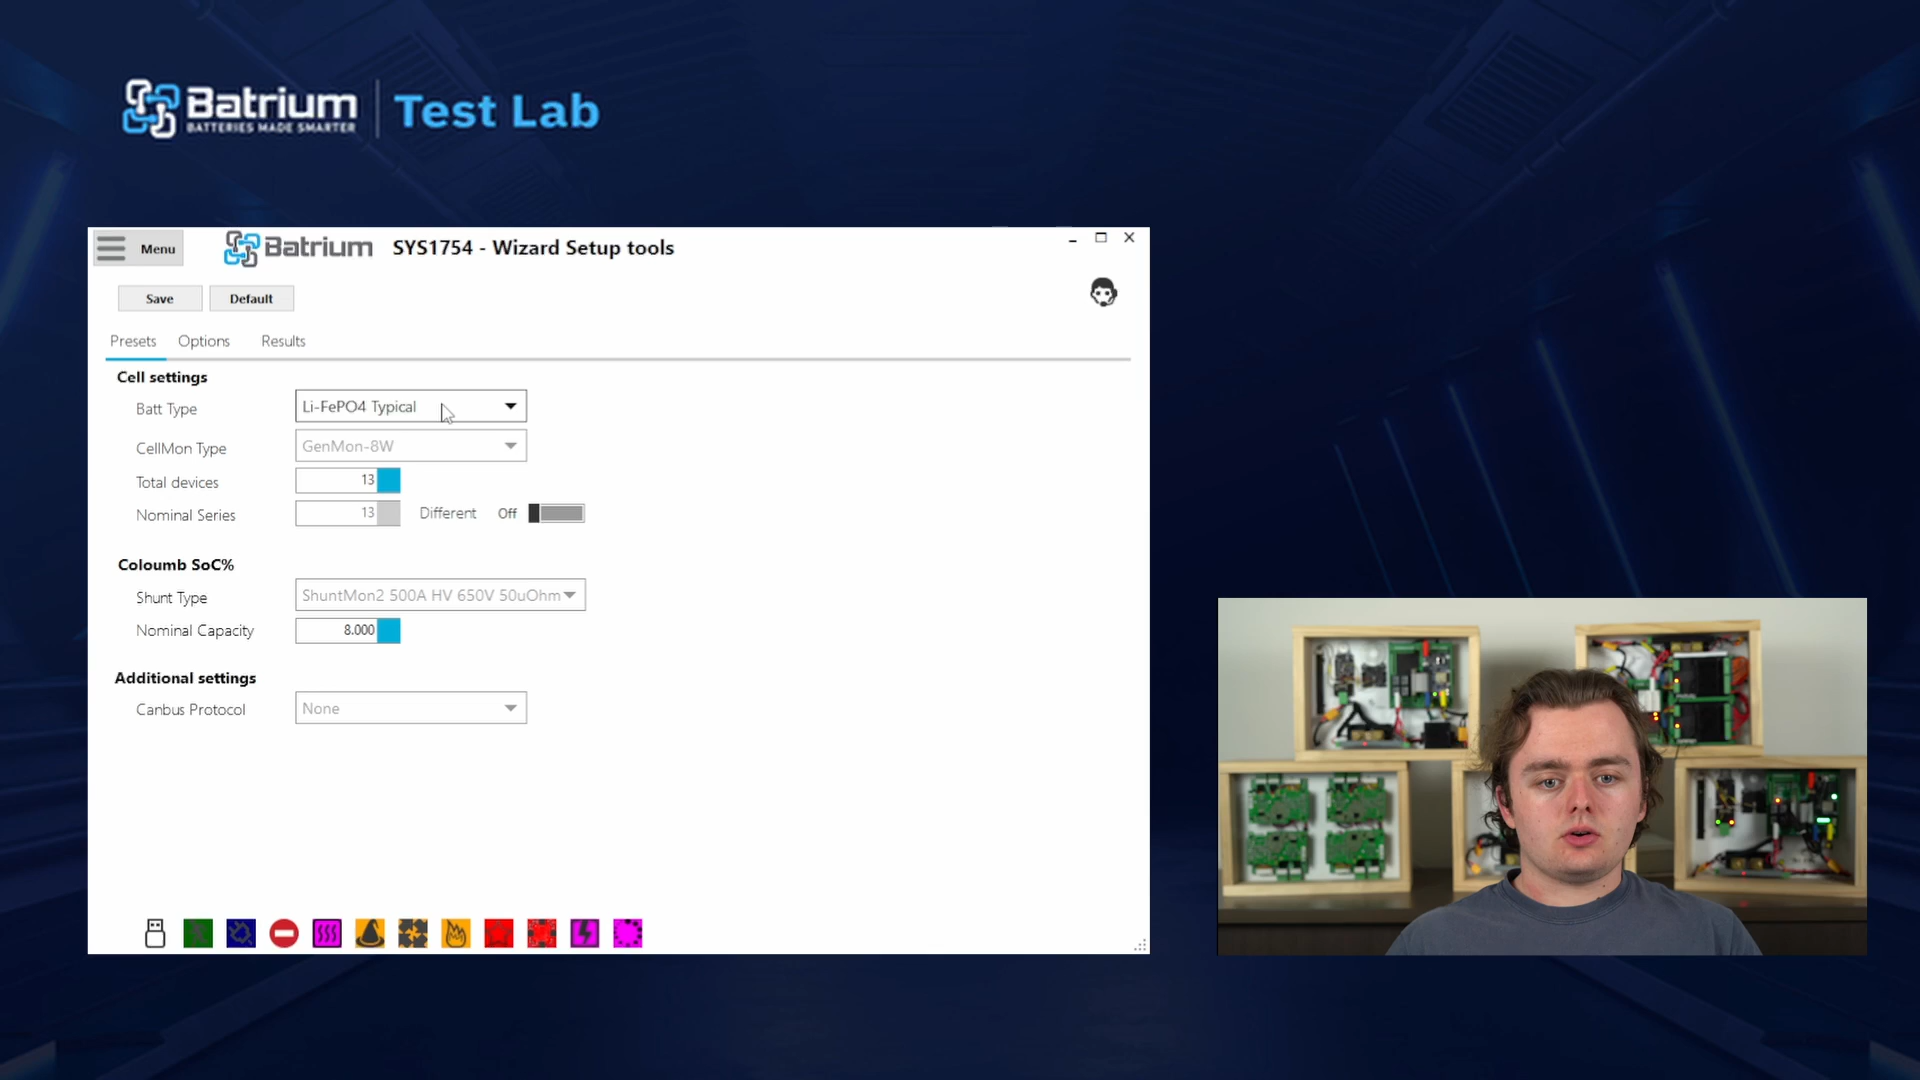 Batrium
BATTERIES MADE SMARTER
Test Lab
Menu
Batrium
SYS1754 - Wizard Setup tools
Save
Default
Presets
Options
Results
Cell settings
Batt Type
Li-FePO4 Typical
CellMon Type
GenMon-8W
Total devices
13
Nominal Series
13
Different
Off
Coloumb SoC%
Shunt Type
ShuntMon2 500A HV 650V 50uOhm
Nominal Capacity
8.000
Additional settings
Canbus Protocol
None